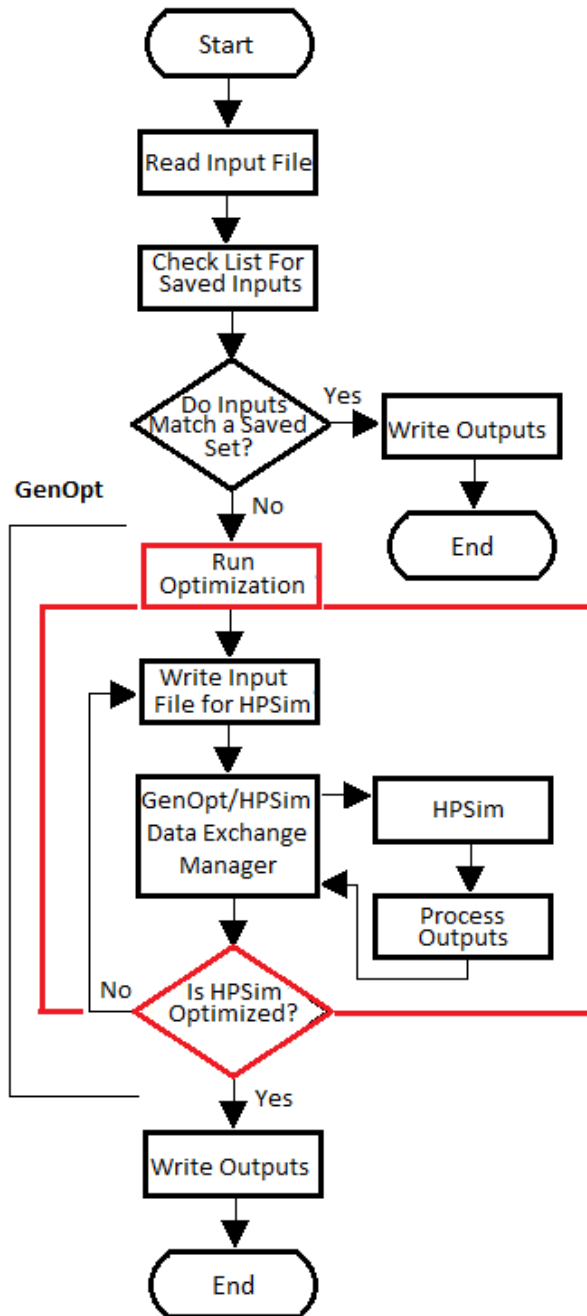 Start
Read Input File
Check List For
Saved Inputs
Do Inputs
Match a Saved
Set?
Yes
Write Outputs
End
No
GenOpt
Run
Optimization
Write Input
File for HPSim
GenOpt/HPSim
Data Exchange
Manager
HPSim
Process
Outputs
Is HPSim
Optimized?
No
Yes
Write Outputs
End